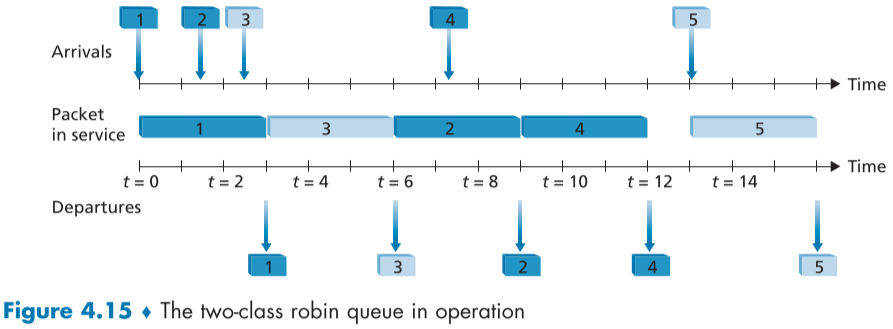 1 2 3 4 5
Arrivals
Time
Packet
in service
1 3 2 4 5
Time
t = 0 t = 2 t = 4 t = 6 t = 8 t = 10 t = 12 t = 14
Departures
1 3 2 4 5
Figure 4.15 ♦ The two-class robin queue in operation